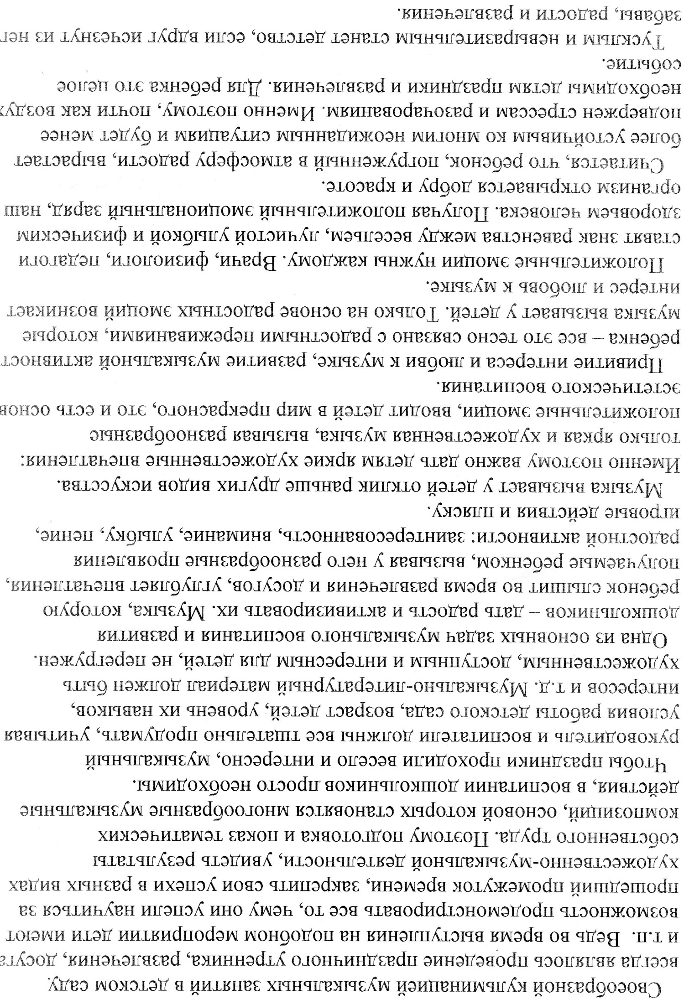 Своеобразной кульминацией музыкальных занятий в детском саду
всегда являлось проведение праздничного утренника, развлечения, досуга
и т.п. Ведь во время выступления на подобном мероприятии дети имеют
возможность продемонстрировать все то, чему они успели научиться за
прошедший промежуток времени, закрепить свои успехи в разных видах
художественно-музыкальной деятельности, увидеть результаты
собственного труда. Поэтому подготовка и показ тематических
композиций, основой которых становятся многообразные музыкальные
действия, в воспитании дошкольников просто необходимы.
Чтобы праздники проходили весело и интересно, музыкальный
руководитель и воспитатели должны все тщательно продумать, учитывая
условия работы детского сада, возраст детей, уровень их навыков,
интересов и т.д. Музыкально-литературный материал должен быть
художественным, доступным и интересным для детей, не перегружен.
Одна из основных задач музыкального воспитания и развития
дошкольников – дать радость и активизировать их. Музыка, которую
ребенок слышит во время развлечения и досугов, углубляет впечатления,
получаемые ребенком, вызывая у него разнообразные проявления
радостной активности: заинтересованность, внимание, улыбку, пение,
игровые действия и пляску.
Музыка вызывает у детей отклик раньше других видов искусства.
Именно поэтому важно дать детям яркие художественные впечатления:
только яркая и художественная музыка, вызывая разнообразные
положительные эмоции, вводит детей в мир прекрасного, это и есть основ
эстетического воспитания.
Привитие интереса и любви к музыке, развитие музыкальной активност
ребенка – все это тесно связано с радостными переживаниями, которые
музыка вызывает у детей. Только на основе радостных эмоций возникает
интерес и любовь к музыке.
Положительные эмоции нужны каждому. Врачи, физиологи, педагоги
ставят знак равенства между весельем, лучистой улыбкой и физическим
здоровьем человека. Получая положительный эмоциональный заряд, наш
организм открывается добру и красоте.
Считается, что ребенок, погруженный в атмосферу радости, вырастает
более устойчивым ко многим неожиданным ситуациям и будет менее
подвержен стрессам и разочарованиям. Именно поэтому, почти как воздух
необходимы детям праздники и развлечения. Для ребенка это целое
событие.
Тусклым и невыразительным станет детство, если вдруг исчезнут из нег
забавы, радости и развлечения.